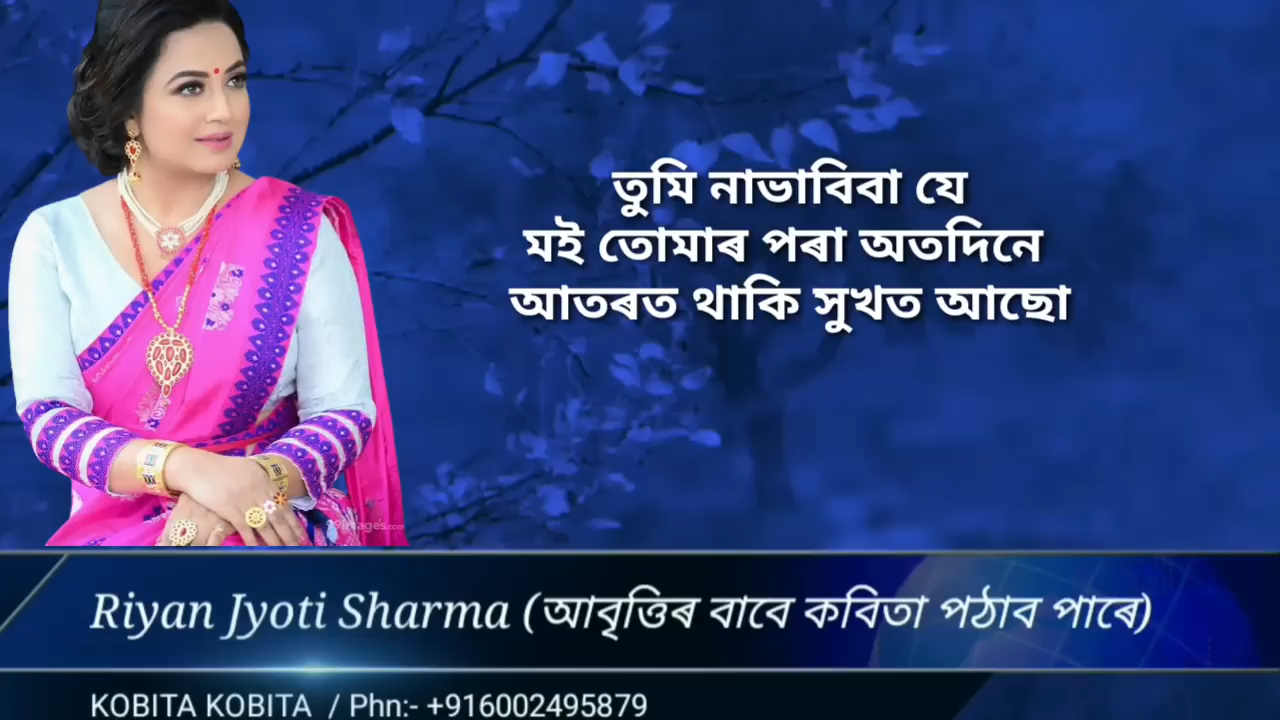 তুমি নাভাবিবা যে
মই তোমাৰ পৰা অতদিনে
আতৰত থাকি সুখত আছো
Riyan Jyoti Sharma (আবৃত্তিৰ বাবে কবিতা পঠাব পাৰে)
KOBITA KOBITA / Phn:- +916002495879